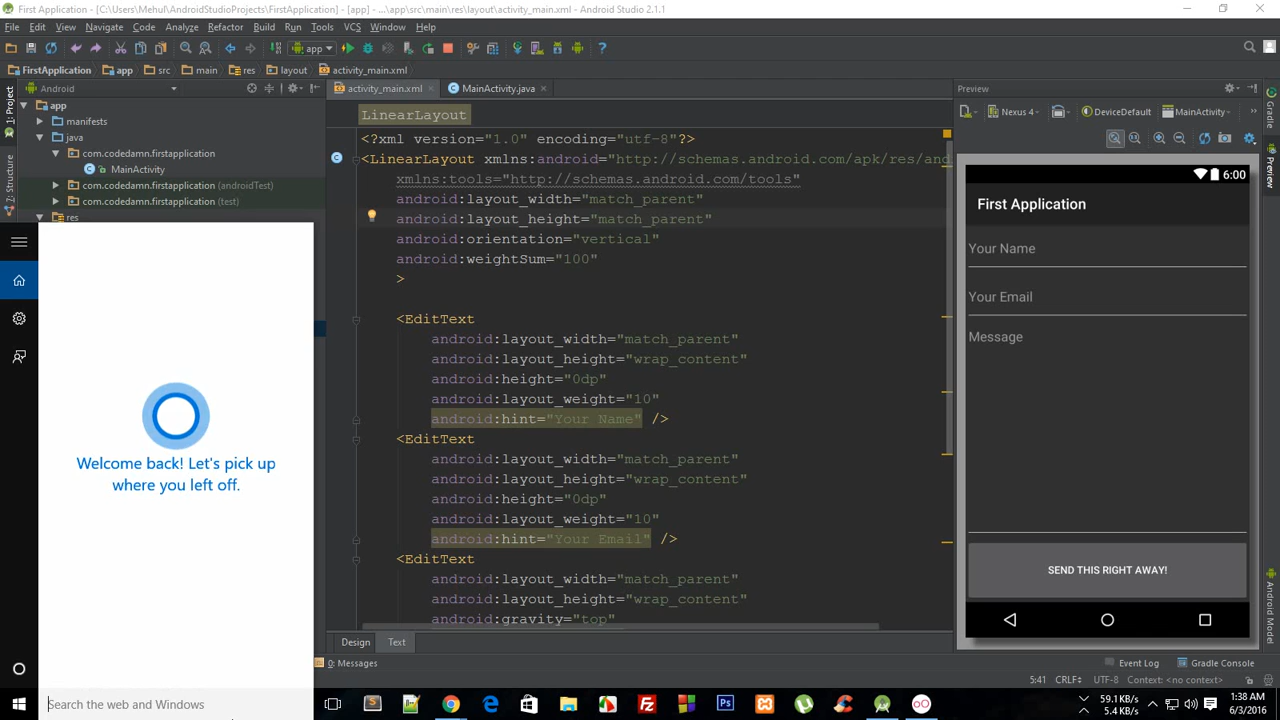 First Application - [C:\Users\Mehul\AndroidStudioProjects\FirstApplication] - [app] - ...\app\src\main\res\layout\activity_main.xml - Android Studio 2.1.1
File Edit View Navigate Code Analyze Refactor Build Run Tools VCS Window Help
app
FirstApplication app src main res layout activity_main.xml
Android
activity_main.xml MainActivity.java
Preview
1: Project
Structure
Gradle
Preview
Android Model
app
manifests
java
com.codedamn.firstapplication
MainActivity
com.codedamn.firstapplication (androidTest)
com.codedamn.firstapplication (test)
res
LinearLayout
<?xml version="1.0" encoding="utf-8"?>
<LinearLayout xmlns:android="http://schemas.android.com/apk/res/and
xmlns:tools="http://schemas.android.com/tools"
android:layout_width="match_parent"
android:layout_height="match_parent"
android:orientation="vertical"
android:weightSum="100"
>
<EditText
android:layout_width="match_parent"
android:layout_height="wrap_content"
android:height="0dp"
android:layout_weight="10"
android:hint="Your Name" />
<EditText
android:layout_width="match_parent"
android:layout_height="wrap_content"
android:height="0dp"
android:layout_weight="10"
android:hint="Your Email" />
<EditText
android:layout_width="match_parent"
android:layout_height="wrap_content"
android:gravity="top"
Nexus 4 DeviceDefault MainActivity
6:00
First Application
Your Name
Your Email
Message
SEND THIS RIGHT AWAY!
Welcome back! Let's pick up
where you left off.
Design Text
0: Messages
Event Log Gradle Console
5:41 CRLF UTF-8 Context: <no context>
Search the web and Windows
59.1 KB/s
5.4 KB/s
1:38 AM
6/3/2016